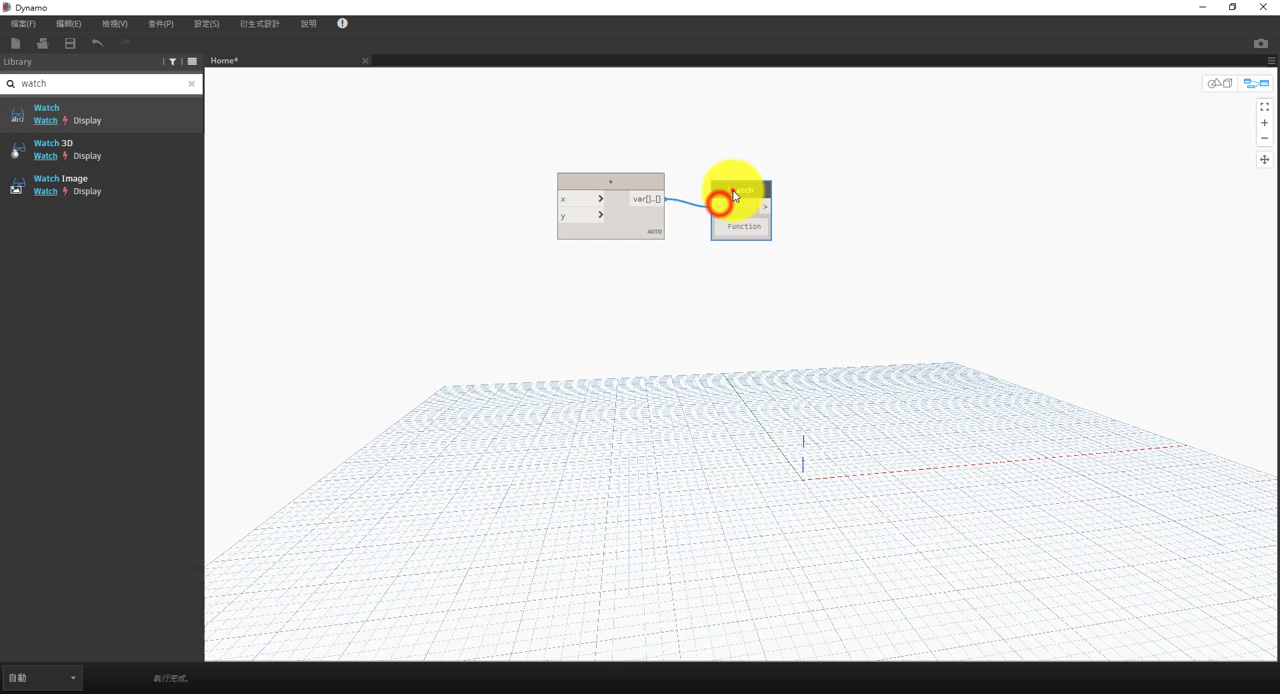 Dynamo
檔案(F) 編輯(E) 檢視(V) 套件(P) 設定(S) 衍生式設計 說明
Library
Home*
watch
Watch
Watch Display
Watch 3D
Watch Display
Watch Image
Watch Display
+
x > var[]..[]
y >
AUTO
Watch
>
Function
自動
執行完成。